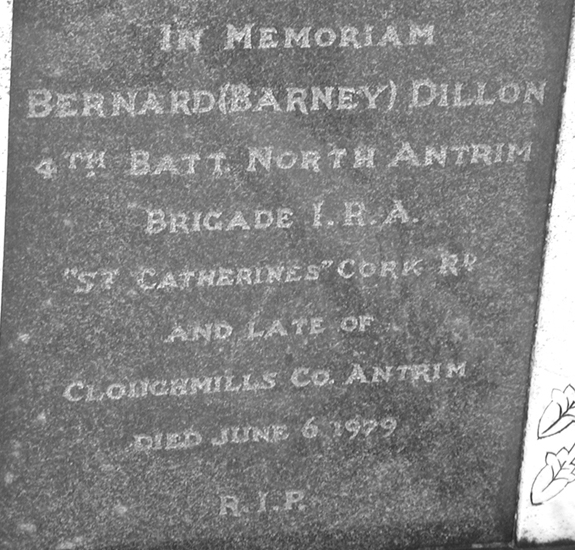 IN MEMORIAM
BERNARD (BARNEY) DILLON
4TH BATT. NORTH ANTRIM
BRIGADE I.R.A.
"ST CATHERINES" CORK RD
AND LATE OF
CLOUGHMILLS CO. ANTRIM
DIED JUNE 6 1979
R.I.P.